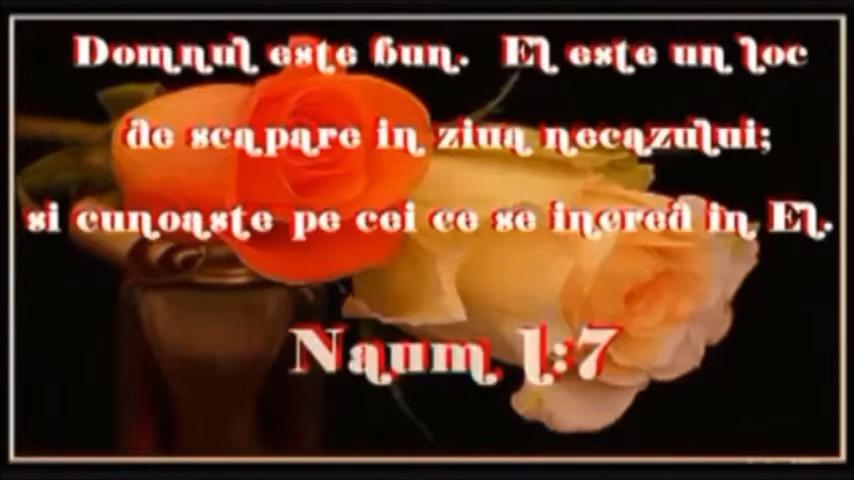 Domnul este bun. El este un loc
de scapare in ziua necazului;
si cunoaste pe cei ce se incred in El.
Naum 1:7